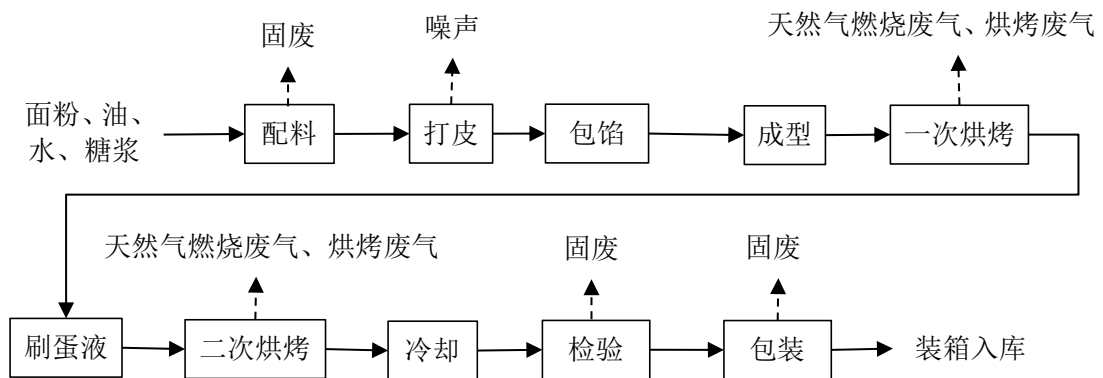 天然气燃烧废气、烘烤废气
固废
噪声
面粉、油、
水、糖浆
配料
打皮
包馅
成型
一次烘烤
天然气燃烧废气、烘烤废气
固废
固废
刷蛋液
二次烘烤
冷却
检验
包装
装箱入库